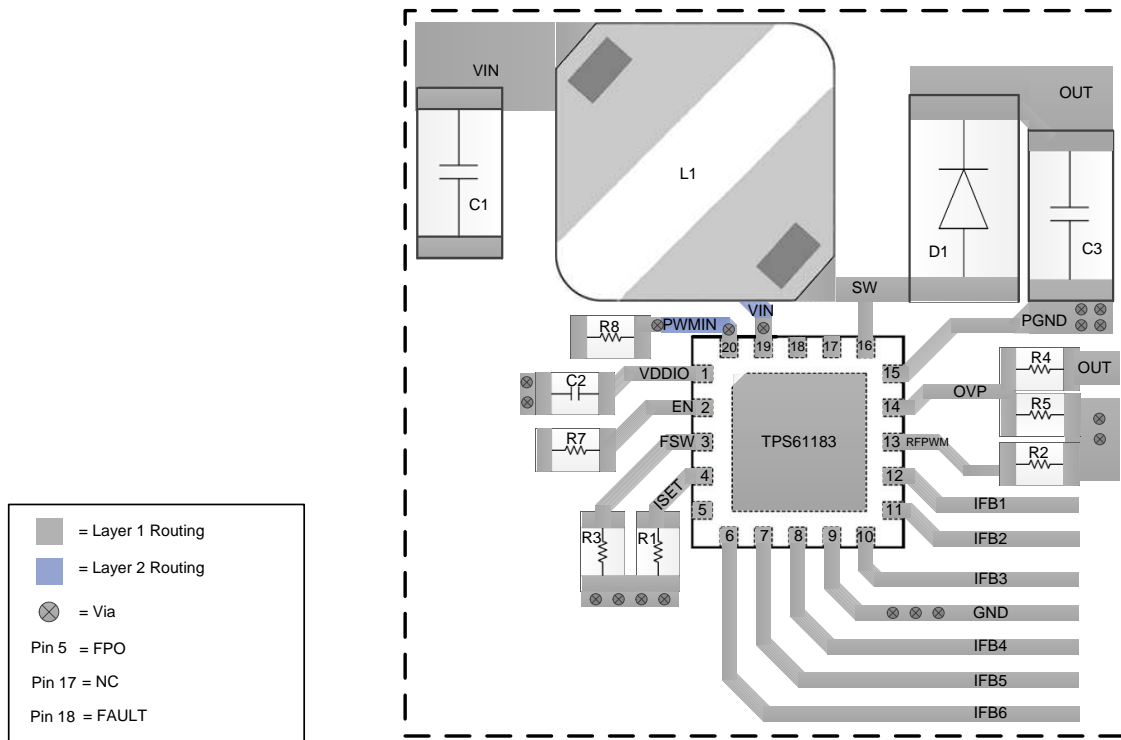 VIN
OUT
L1
C1
D1
C3
SW
VIN
PWMIN
R8
PGND
20
19
18
17
16
R4
OUT
C2
VDDIO
1
15
OVP
R5
EN
2
14
R7
FSW
3
TPS61183
13
RFPWM
R2
ISET
4
12
IFB1
5
11
IFB2
R3
R1
6
7
8
9
10
IFB3
GND
IFB4
IFB5
IFB6
= Layer 1 Routing
= Layer 2 Routing
= Via
Pin 5 = FPO
Pin 17 = NC
Pin 18 = FAULT